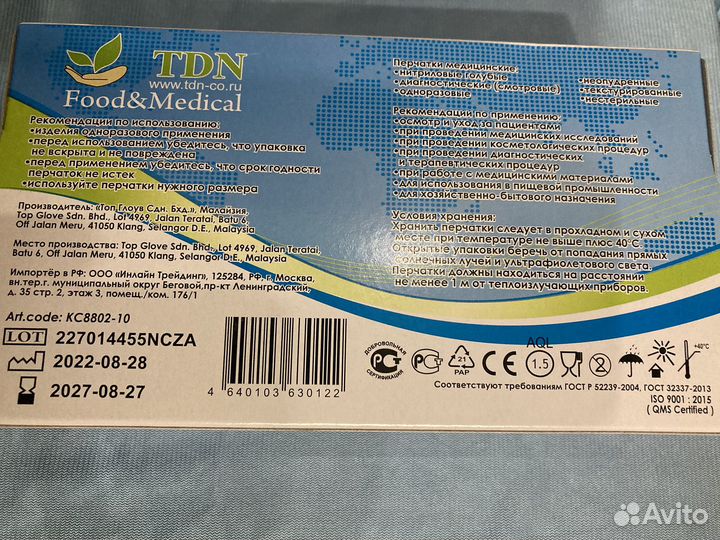 TDN
www.tdn-co.ru
Food&Medical
Рекомендации по использованию:
•изделия одноразового применения
•перед использованием убедитесь, что упаковка
не вскрыта и не повреждена
•перед применением убедитесь, что срок годности
перчаток не истек
•используйте перчатки нужного размера
Производитель: «Топ Глоув Сдн. Бхд.», Малайзия,
Top Glove Sdn. Bhd., Lot 4969, Jalan Teratai, Batu 6,
Off Jalan Meru, 41050 Klang, Selangor D.E., Malaysia
Место производства: Top Glove Sdn. Bhd., Lot 4969, Jalan Teratai,
Batu 6, Off Jalan Meru, 41050 Klang, Selangor D.E., Malaysia
Импортёр в РФ: ООО «Инлайн Трейдинг», 125284, РФ, г. Москва,
вн.тер.г. муниципальный округ Беговой,пр-кт Ленинградский,
д. 35 стр. 2, этаж 3, помещ./ком. 176/1
Art.code: KC8802-10
LOT 227014455NCZA
2022-08-28
2027-08-27
4 640103 630122
Перчатки медицинские:
•нитриловые голубые
•диагностические (смотровые)
•одноразовые
•неопудренные
•текстурированные
•нестерильные
Рекомендации по применению:
•осмотр и уход за пациентами
•при проведении медицинских исследований
•при проведении косметологических процедур
•при проведении диагностических
и терапевтических процедур
•при работе с медицинскими материалами
•для использования в пищевой промышленности
•для хозяйственно-бытового назначения
Условия хранения:
Хранить перчатки следует в прохладном и сухом
месте при температуре не выше плюс 40°C.
Открытые упаковки беречь от попадания прямых
солнечных лучей и ультрафиолетового света.
Перчатки должны находиться на расстоянии
не менее 1 м от теплоизлучающих приборов.
ДОБРОВОЛЬНАЯ
СЕРТИФИКАЦИЯ
21
PAP
CE
AQL
1.5
+40°C
Соответствуют требованиям ГОСТ Р 52239-2004, ГОСТ 32337-2013
ISO 9001 : 2015
( QMS Certified )
Avito